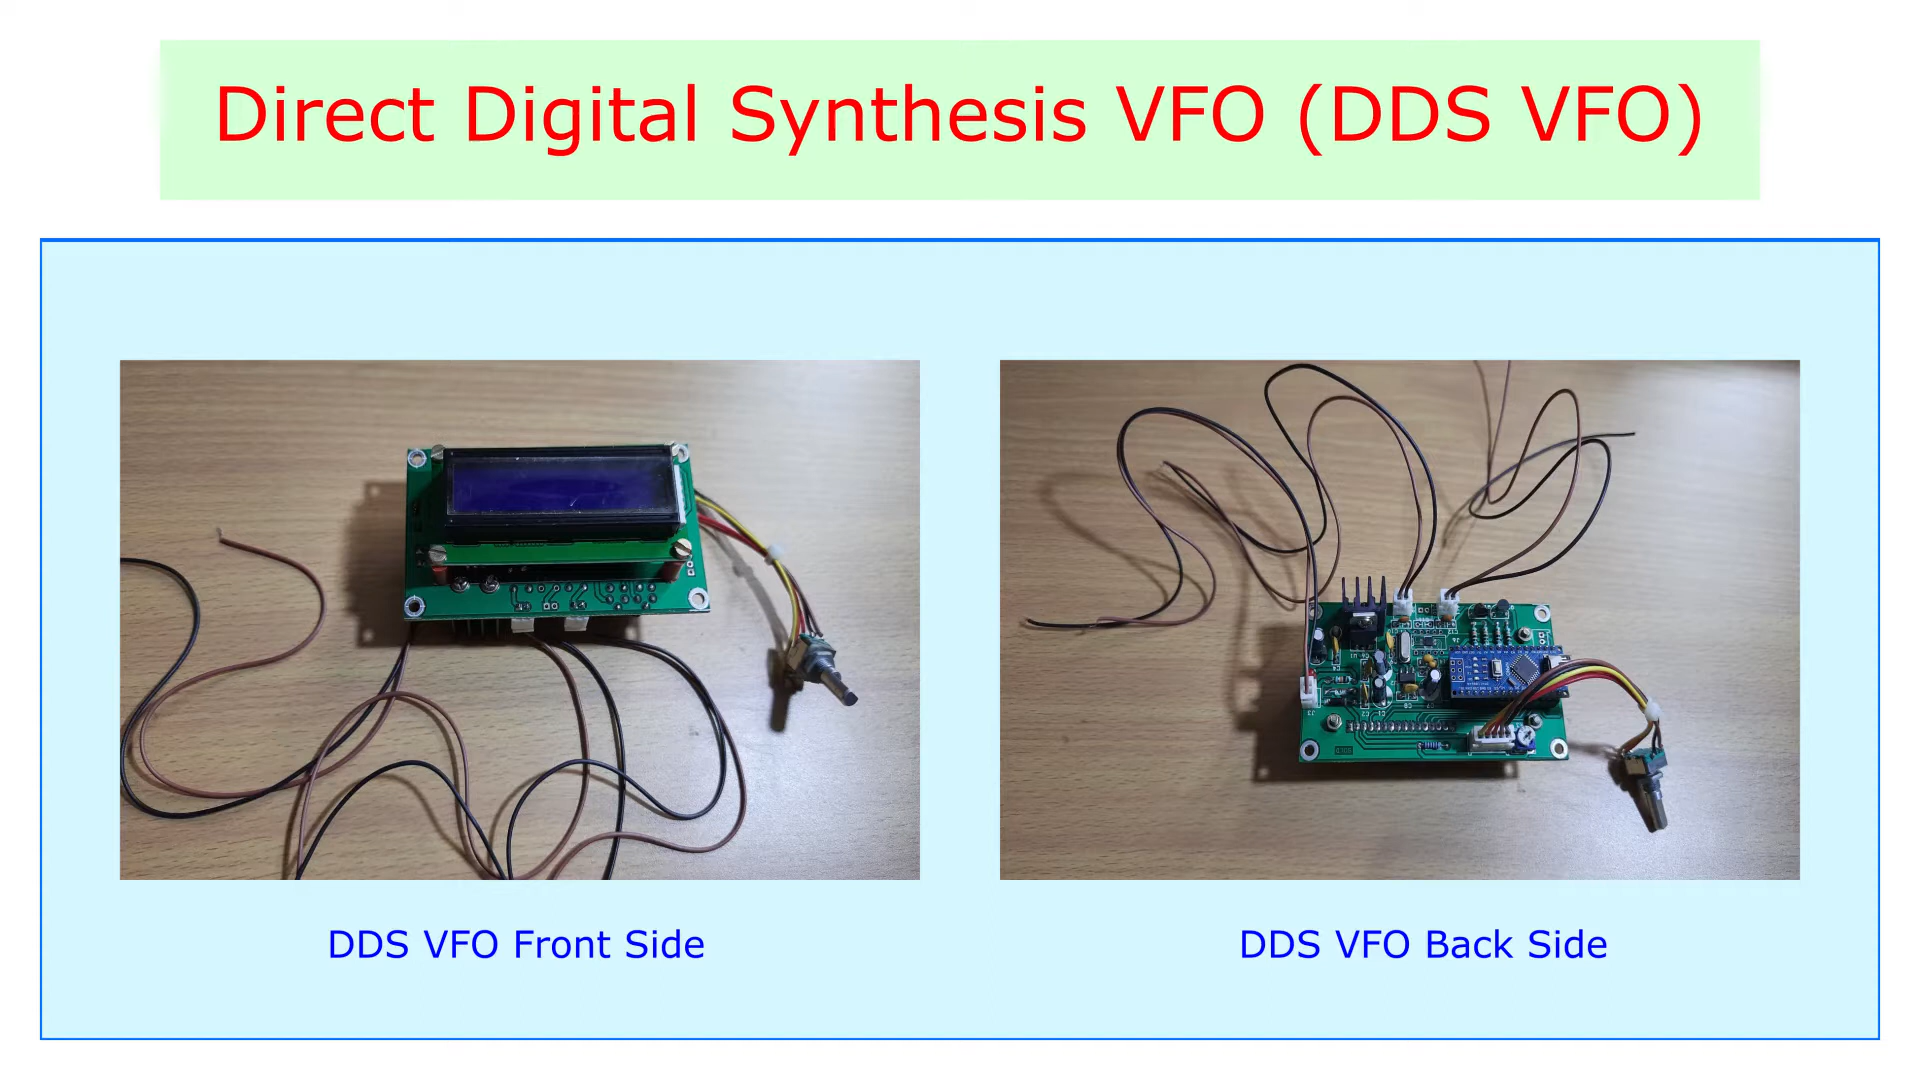 Direct Digital Synthesis VFO (DDS VFO)
DDS VFO Front Side
DDS VFO Back Side